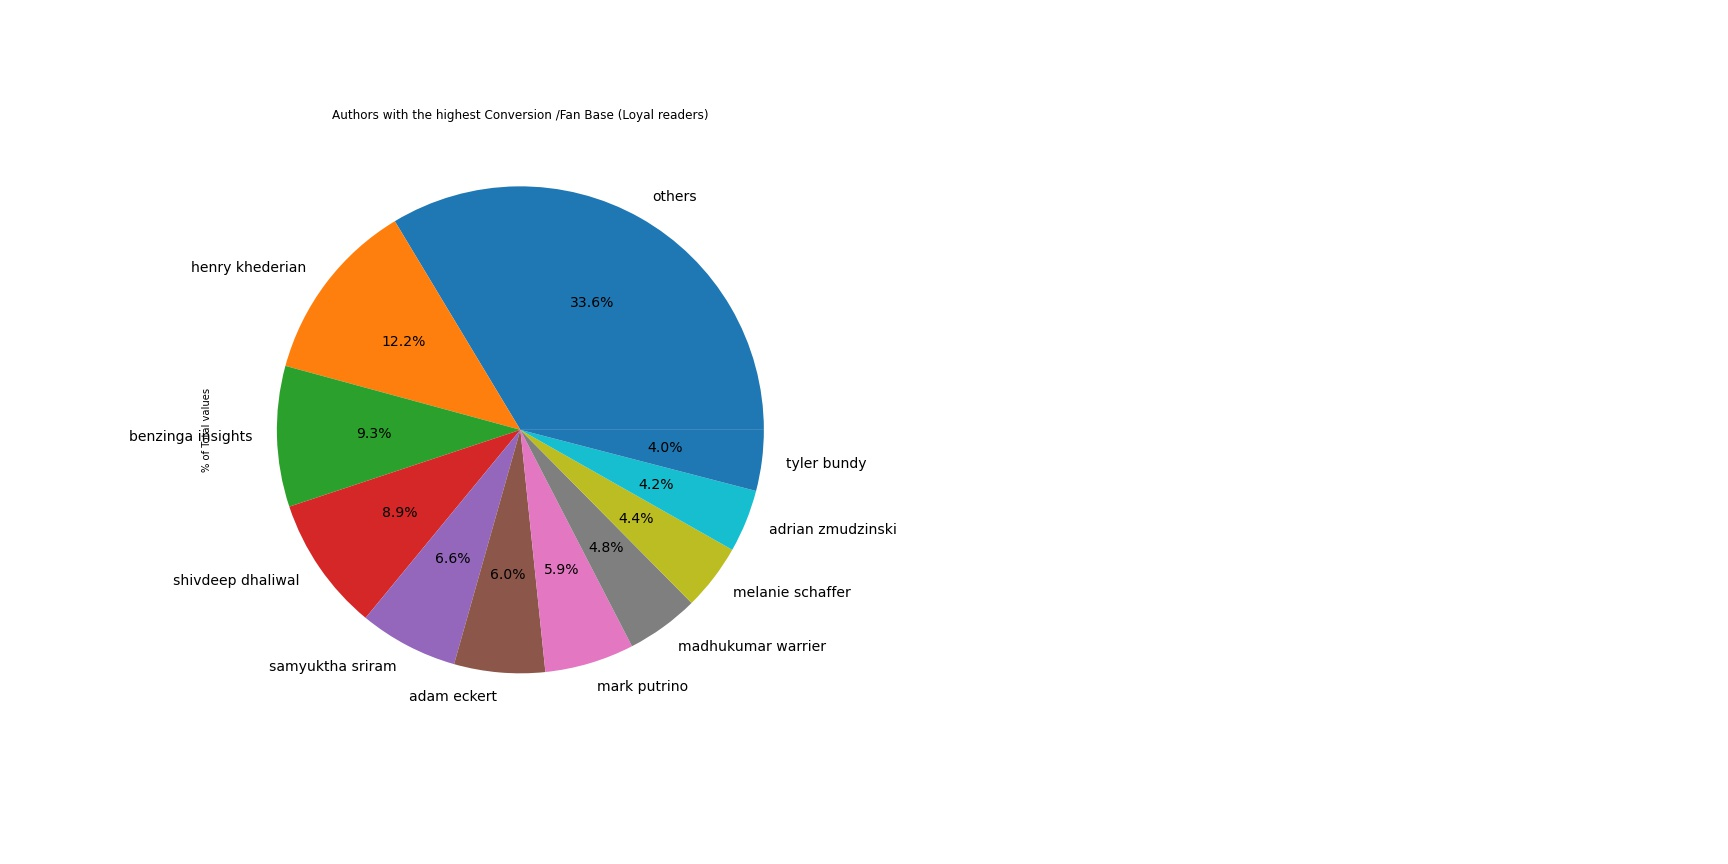 Authors with the highest Conversion /Fan Base (Loyal readers)
others
33.6%
henry khederian
12.2%
benzinga insights
9.3%
% of Total values
shivdeep dhaliwal
8.9%
samyuktha sriram
6.6%
adam eckert
6.0%
mark putrino
5.9%
madhukumar warrier
4.8%
melanie schaffer
4.4%
adrian zmudzinski
4.2%
tyler bundy
4.0%